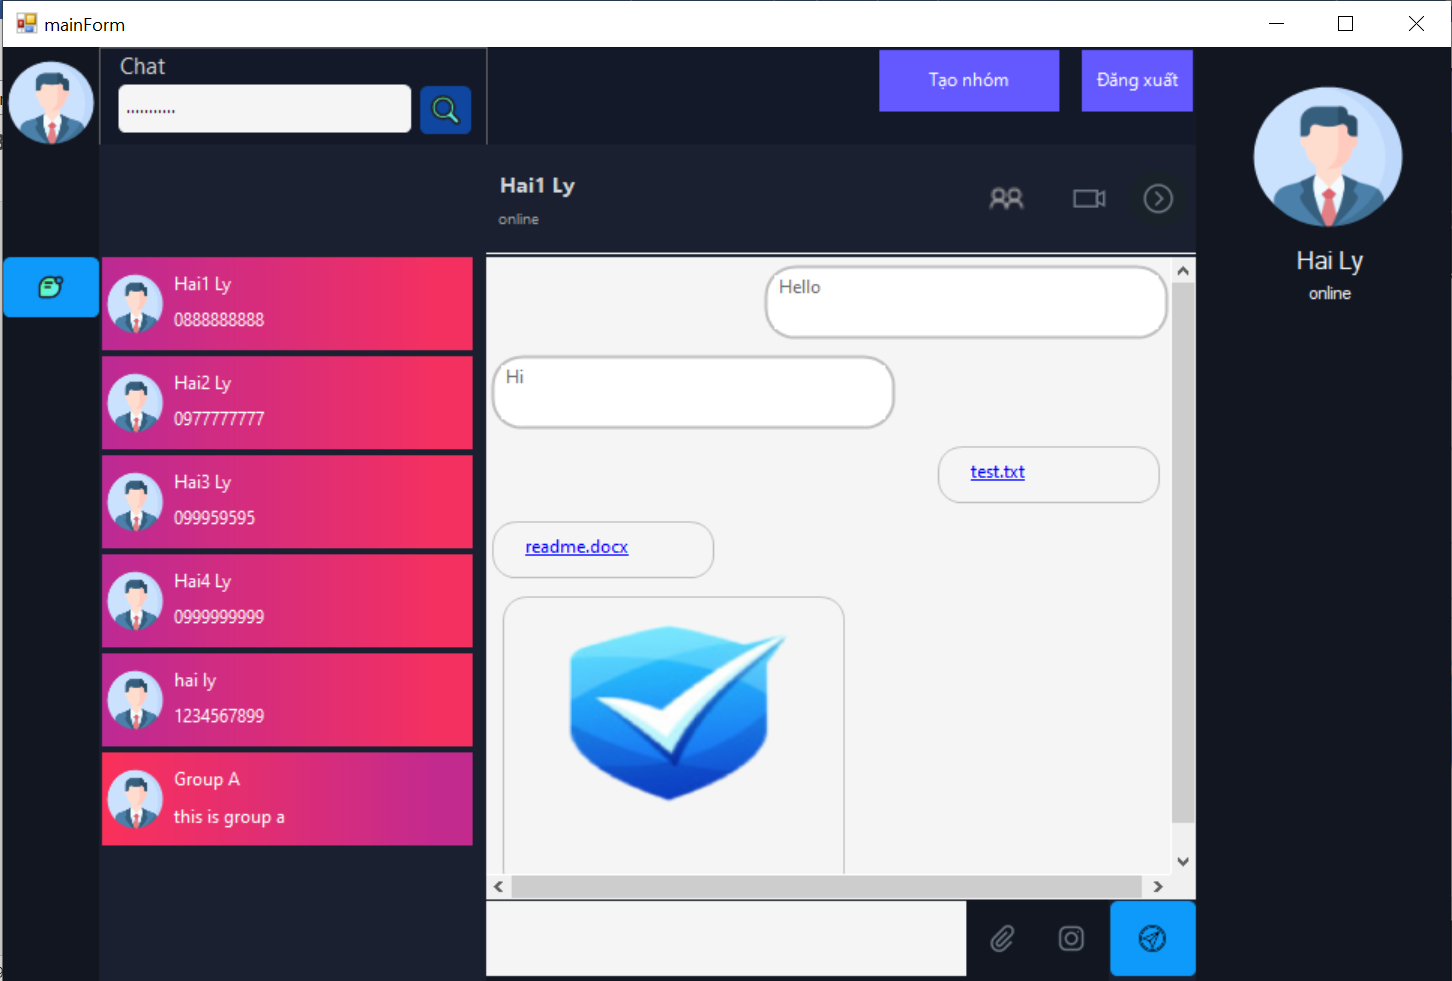 mainForm
Chat
...........
Tạo nhóm
Đăng xuất
Hai1 Ly
online
Hai Ly
online
Hai1 Ly
0888888888
Hai2 Ly
0977777777
Hai3 Ly
099959595
Hai4 Ly
0999999999
hai ly
1234567899
Group A
this is group a
Hello
Hi
test.txt
readme.docx